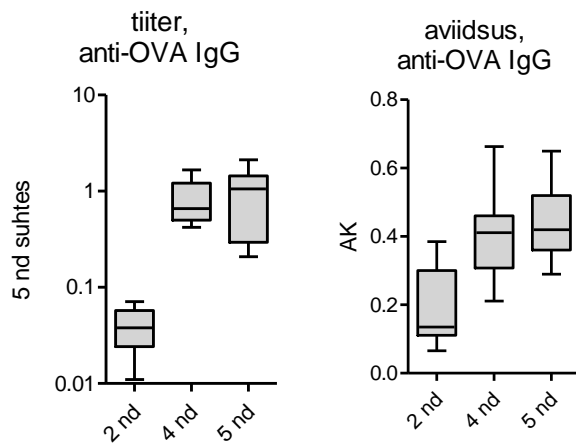 tiiter,
anti-OVA IgG
5 nd suhtes
10
1
0.1
0.01
2 nd
4 nd
5 nd
aviidsus,
anti-OVA IgG
AK
0.8
0.6
0.4
0.2
0.0
2 nd
4 nd
5 nd